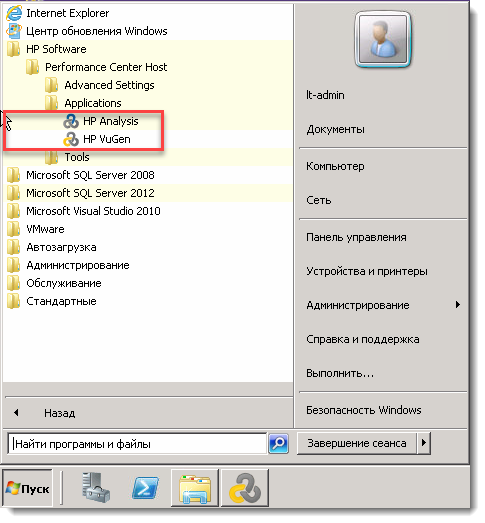 Internet Explorer
Центр обновления Windows
HP Software
Performance Center Host
Advanced Settings
Applications
HP Analysis
HP VuGen
Tools
Microsoft SQL Server 2008
Microsoft SQL Server 2012
Microsoft Visual Studio 2010
VMware
Автозагрузка
Администрирование
Обслуживание
Стандартные
Назад
Найти программы и файлы
lt-admin
Документы
Компьютер
Сеть
Панель управления
Устройства и принтеры
Администрирование
Справка и поддержка
Выполнить...
Безопасность Windows
Завершение сеанса
Пуск